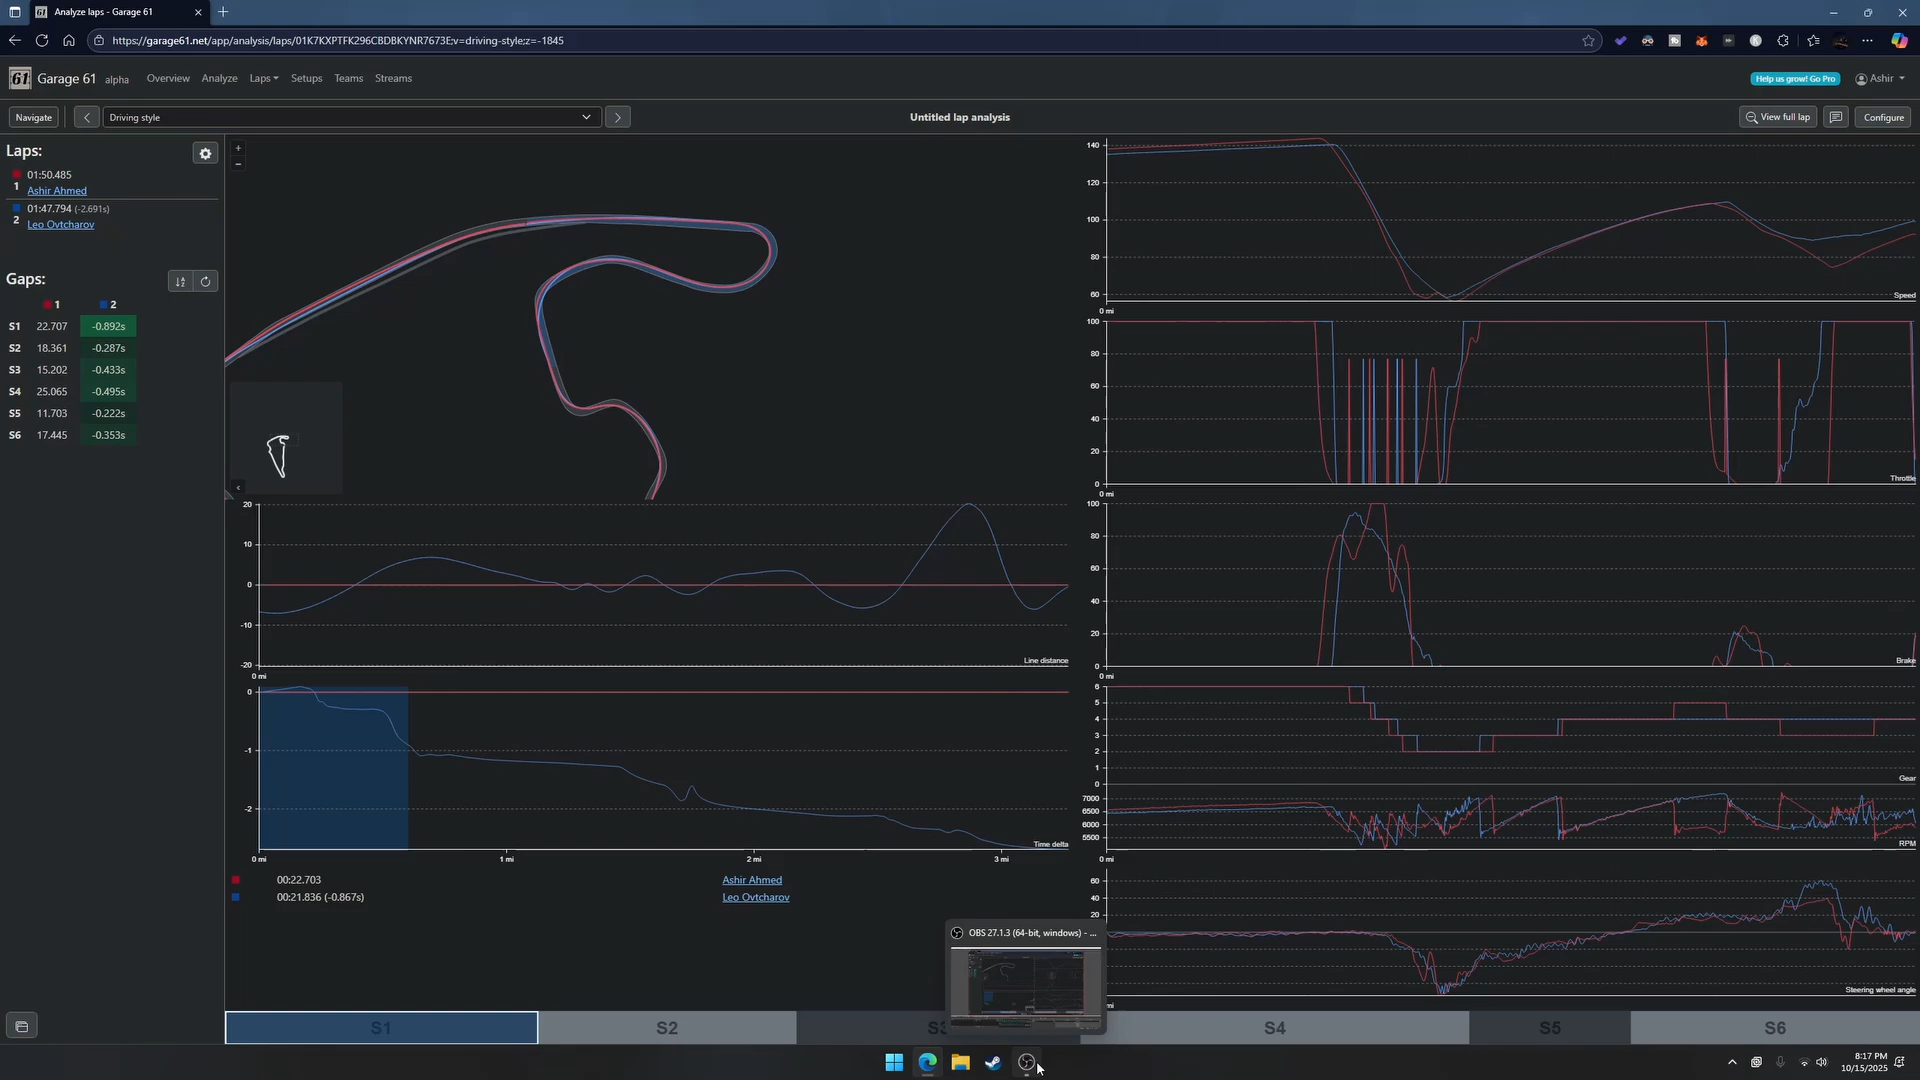 Analyze laps - Garage 61
https://garage61.net/app/analysis/laps/01K7KXPTFK296CBDBKYNR7673E;v=driving-style;z=-1845
61 Garage 61 alpha Overview Analyze Laps Setups Teams Streams Help us grow! Go Pro Ashir
Navigate Driving style Untitled lap analysis View full lap Configure
Laps:
01:50.485
1
Ashir Ahmed
01:47.794 (-2.691s)
2
Leo Ovtcharov
Gaps:
1 2
S1 22.707 -0.892s
S2 18.361 -0.287s
S3 15.202 -0.433s
S4 25.065 -0.495s
S5 11.703 -0.222s
S6 17.445 -0.353s
+
−
20
10
0
-10
-20
Line distance
0 mi
0
-1
-2
Time delta
0 mi 1 mi 2 mi 3 mi
00:22.703 Ashir Ahmed
00:21.836 (-0.867s) Leo Ovtcharov
140
120
100
80
60
Speed
0 mi
100
80
60
40
20
0
Throttle
0 mi
100
80
60
40
20
0
Brake
0 mi
6
5
4
3
2
1
0
Gear
7000
6500
6000
5500
RPM
0 mi
60
40
20
Steering wheel angle
mi
OBS 27.1.3 (64-bit, windows) - ...
S1 S2 S3 S4 S5 S6
8:17 PM
10/15/2025